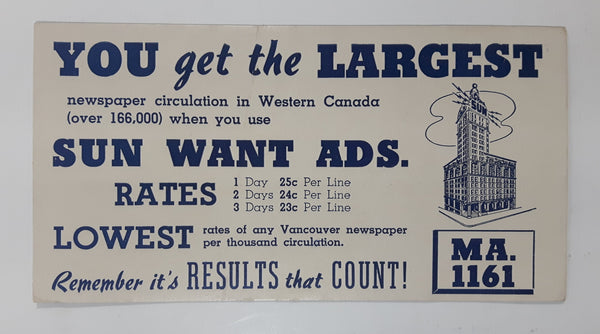 YOU get the LARGEST
newspaper circulation in Western Canada
(over 166,000) when you use
SUN WANT ADS.
RATES
1 Day 25c Per Line
2 Days 24c Per Line
3 Days 23c Per Line
LOWEST
rates of any Vancouver newspaper
per thousand circulation.
Remember it's RESULTS that COUNT!
SUN
MA.
1161